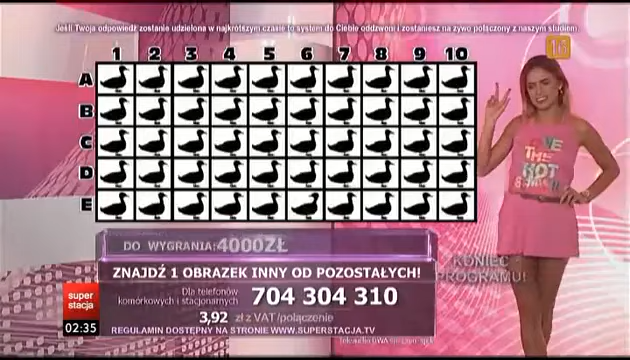 Jeśli Twoja odpowiedź zostanie udzielona w najkrótszym czasie to system do Ciebie oddzwoni i zostaniesz na żywo połączony z naszym studiem
16
1 2 3 4 5 6 7 8 9 10
A
B
C
D
E
THE
HOT
DO WYGRANIA: 4000ZŁ
KONIEC
PROGRAMU!
ZNAJDŹ 1 OBRAZEK INNY OD POZOSTAŁYCH!
Dla telefonów
komórkowych i stacjonarnych
704 304 310
3,92 zł z VAT/połączenie
REGULAMIN DOSTĘPNY NA STRONIE WWW.SUPERSTACJA.TV
super
stacja
02:35